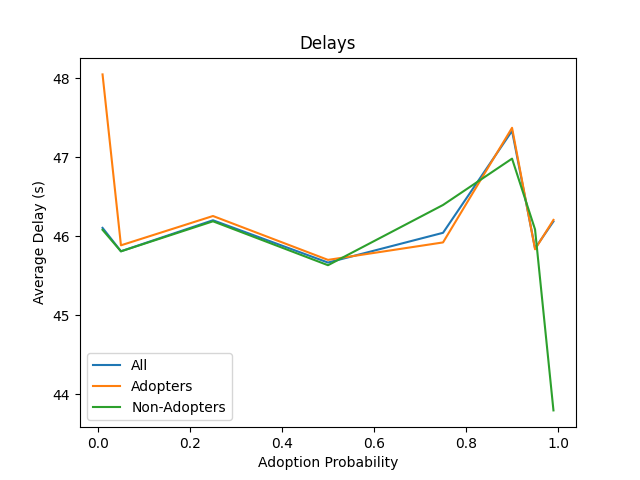 Delays
48
47
46
45
44
Average Delay (s)
All
Adopters
Non-Adopters
0.0 0.2 0.4 0.6 0.8 1.0
Adoption Probability